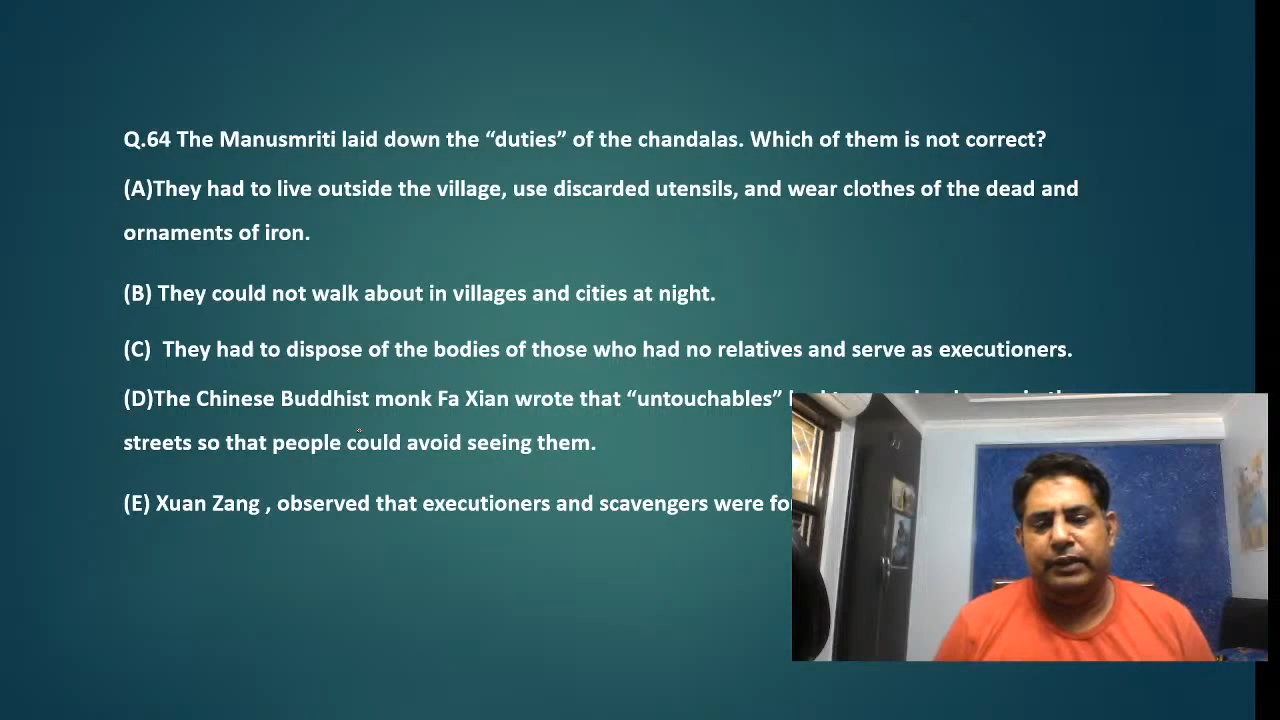 Q.64 The Manusmriti laid down the “duties” of the chandalas. Which of them is not correct?
(A)They had to live outside the village, use discarded utensils, and wear clothes of the dead and
ornaments of iron.
(B) They could not walk about in villages and cities at night.
(C)  They had to dispose of the bodies of those who had no relatives and serve as executioners.
(D)The Chinese Buddhist monk Fa Xian wrote that “untouchables”
streets so that people could avoid seeing them.
(E) Xuan Zang , observed that executioners and scavengers were